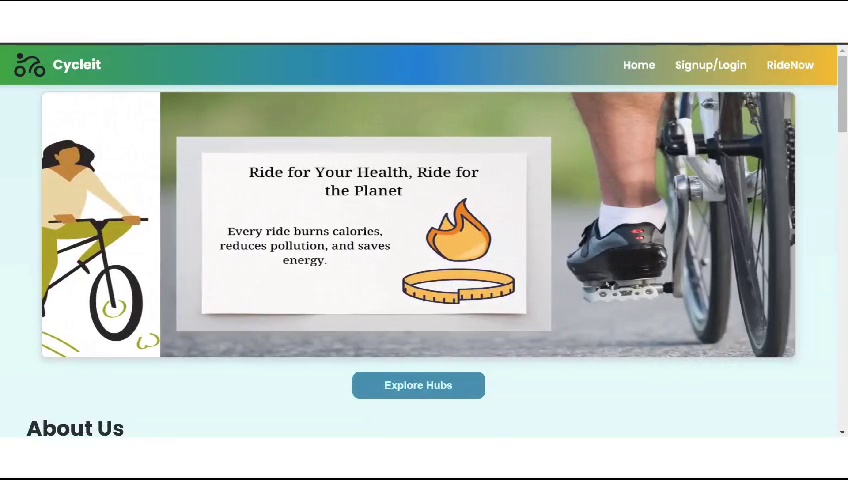 Cycleit
Home Signup/Login RideNow
Ride for Your Health, Ride for
the Planet
Every ride burns calories,
reduces pollution, and saves
energy.
Explore Hubs
About Us